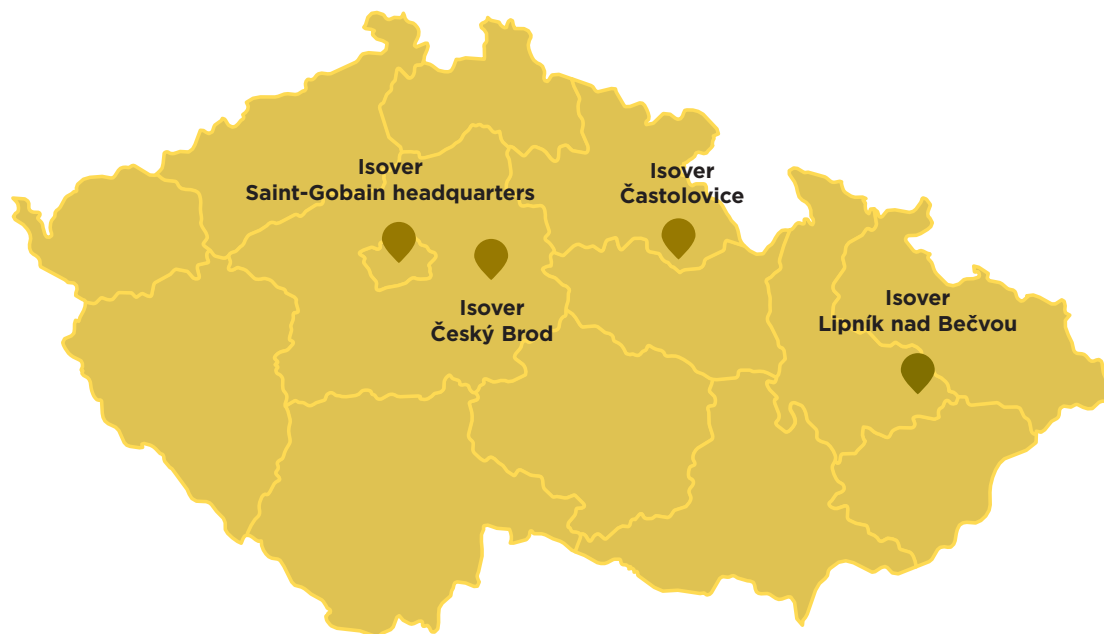 Isover
Saint-Gobain headquarters
Isover
Častolovice
Isover
Český Brod
Isover
Lipník nad Bečvou